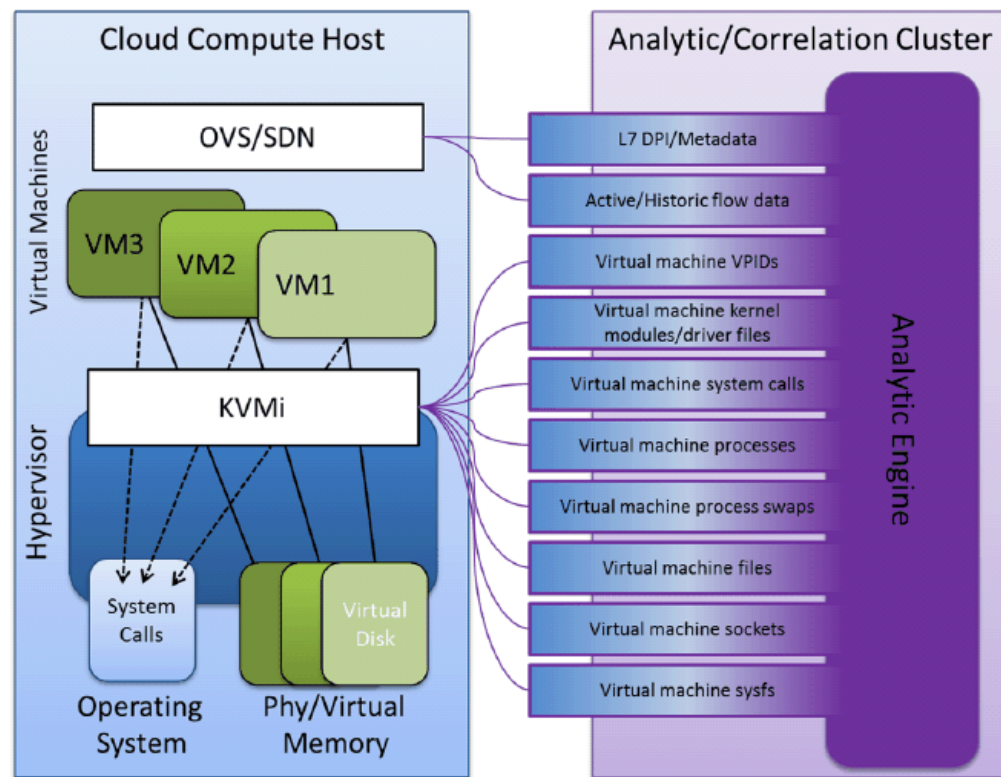 Cloud Compute Host
Virtual Machines
OVS/SDN
VM3
VM2
VM1
KVMi
Hypervisor
System
Calls
Virtual
Disk
Operating
System
Phy/Virtual
Memory
Analytic/Correlation Cluster
L7 DPI/Metadata
Active/Historic flow data
Virtual machine VPIDs
Virtual machine kernel
modules/driver files
Virtual machine system calls
Virtual machine processes
Virtual machine process swaps
Virtual machine files
Virtual machine sockets
Virtual machine sysfs
Analytic Engine